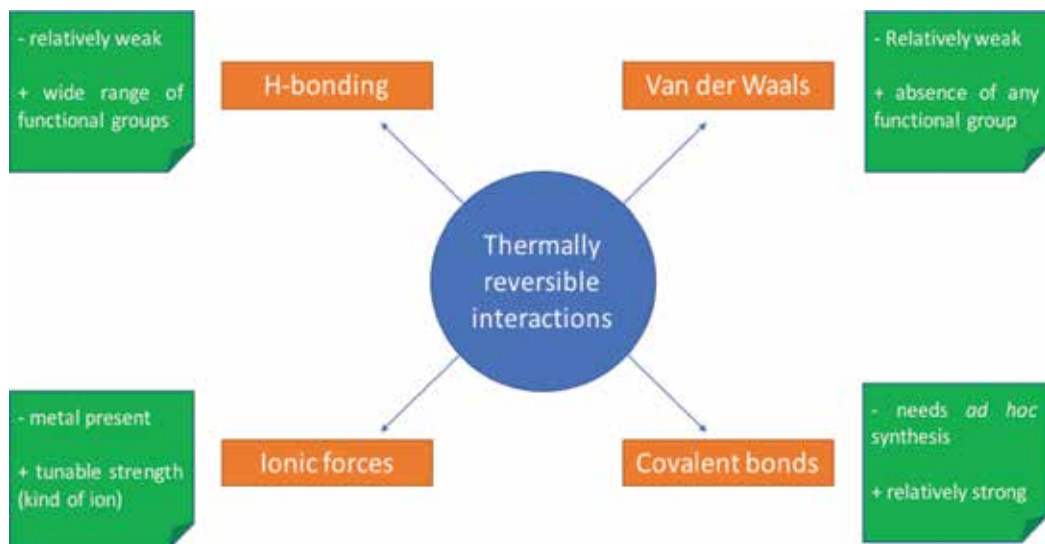 - relatively weak
+ wide range of
functional groups
H-bonding
Van der Waals
- Relatively weak
+ absence of any
functional group
Thermally
reversible
interactions
- metal present
+ tunable strength
(kind of ion)
Ionic forces
Covalent bonds
- needs ad hoc
synthesis
+ relatively strong